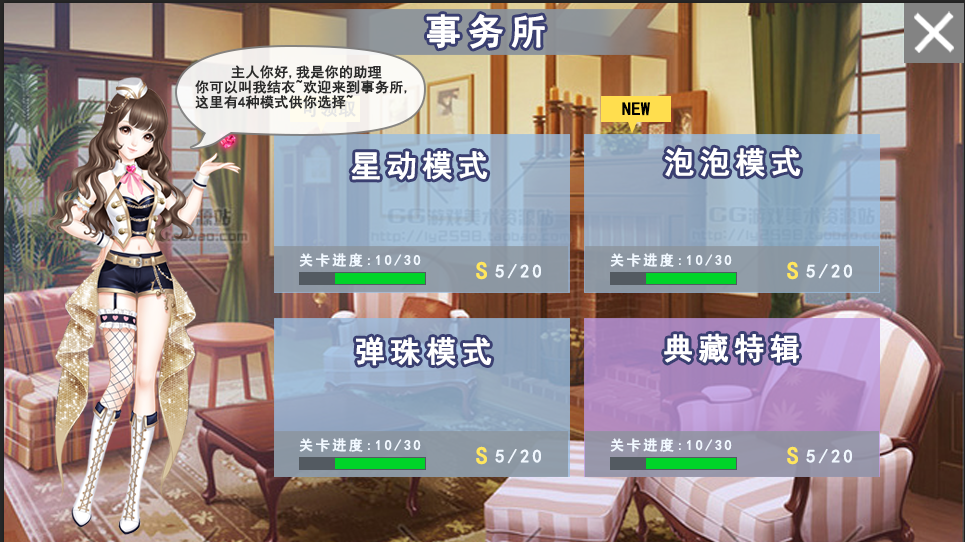 事务所
主人你好,我是你的助理
你可以叫我结衣~欢迎来到事务所,
这里有4种模式供你选择~
NEW
星动模式
关卡进度:10/30
S 5/20
泡泡模式
关卡进度:10/30
S 5/20
弹珠模式
关卡进度:10/30
S 5/20
典藏特辑
关卡进度:10/30
S 5/20